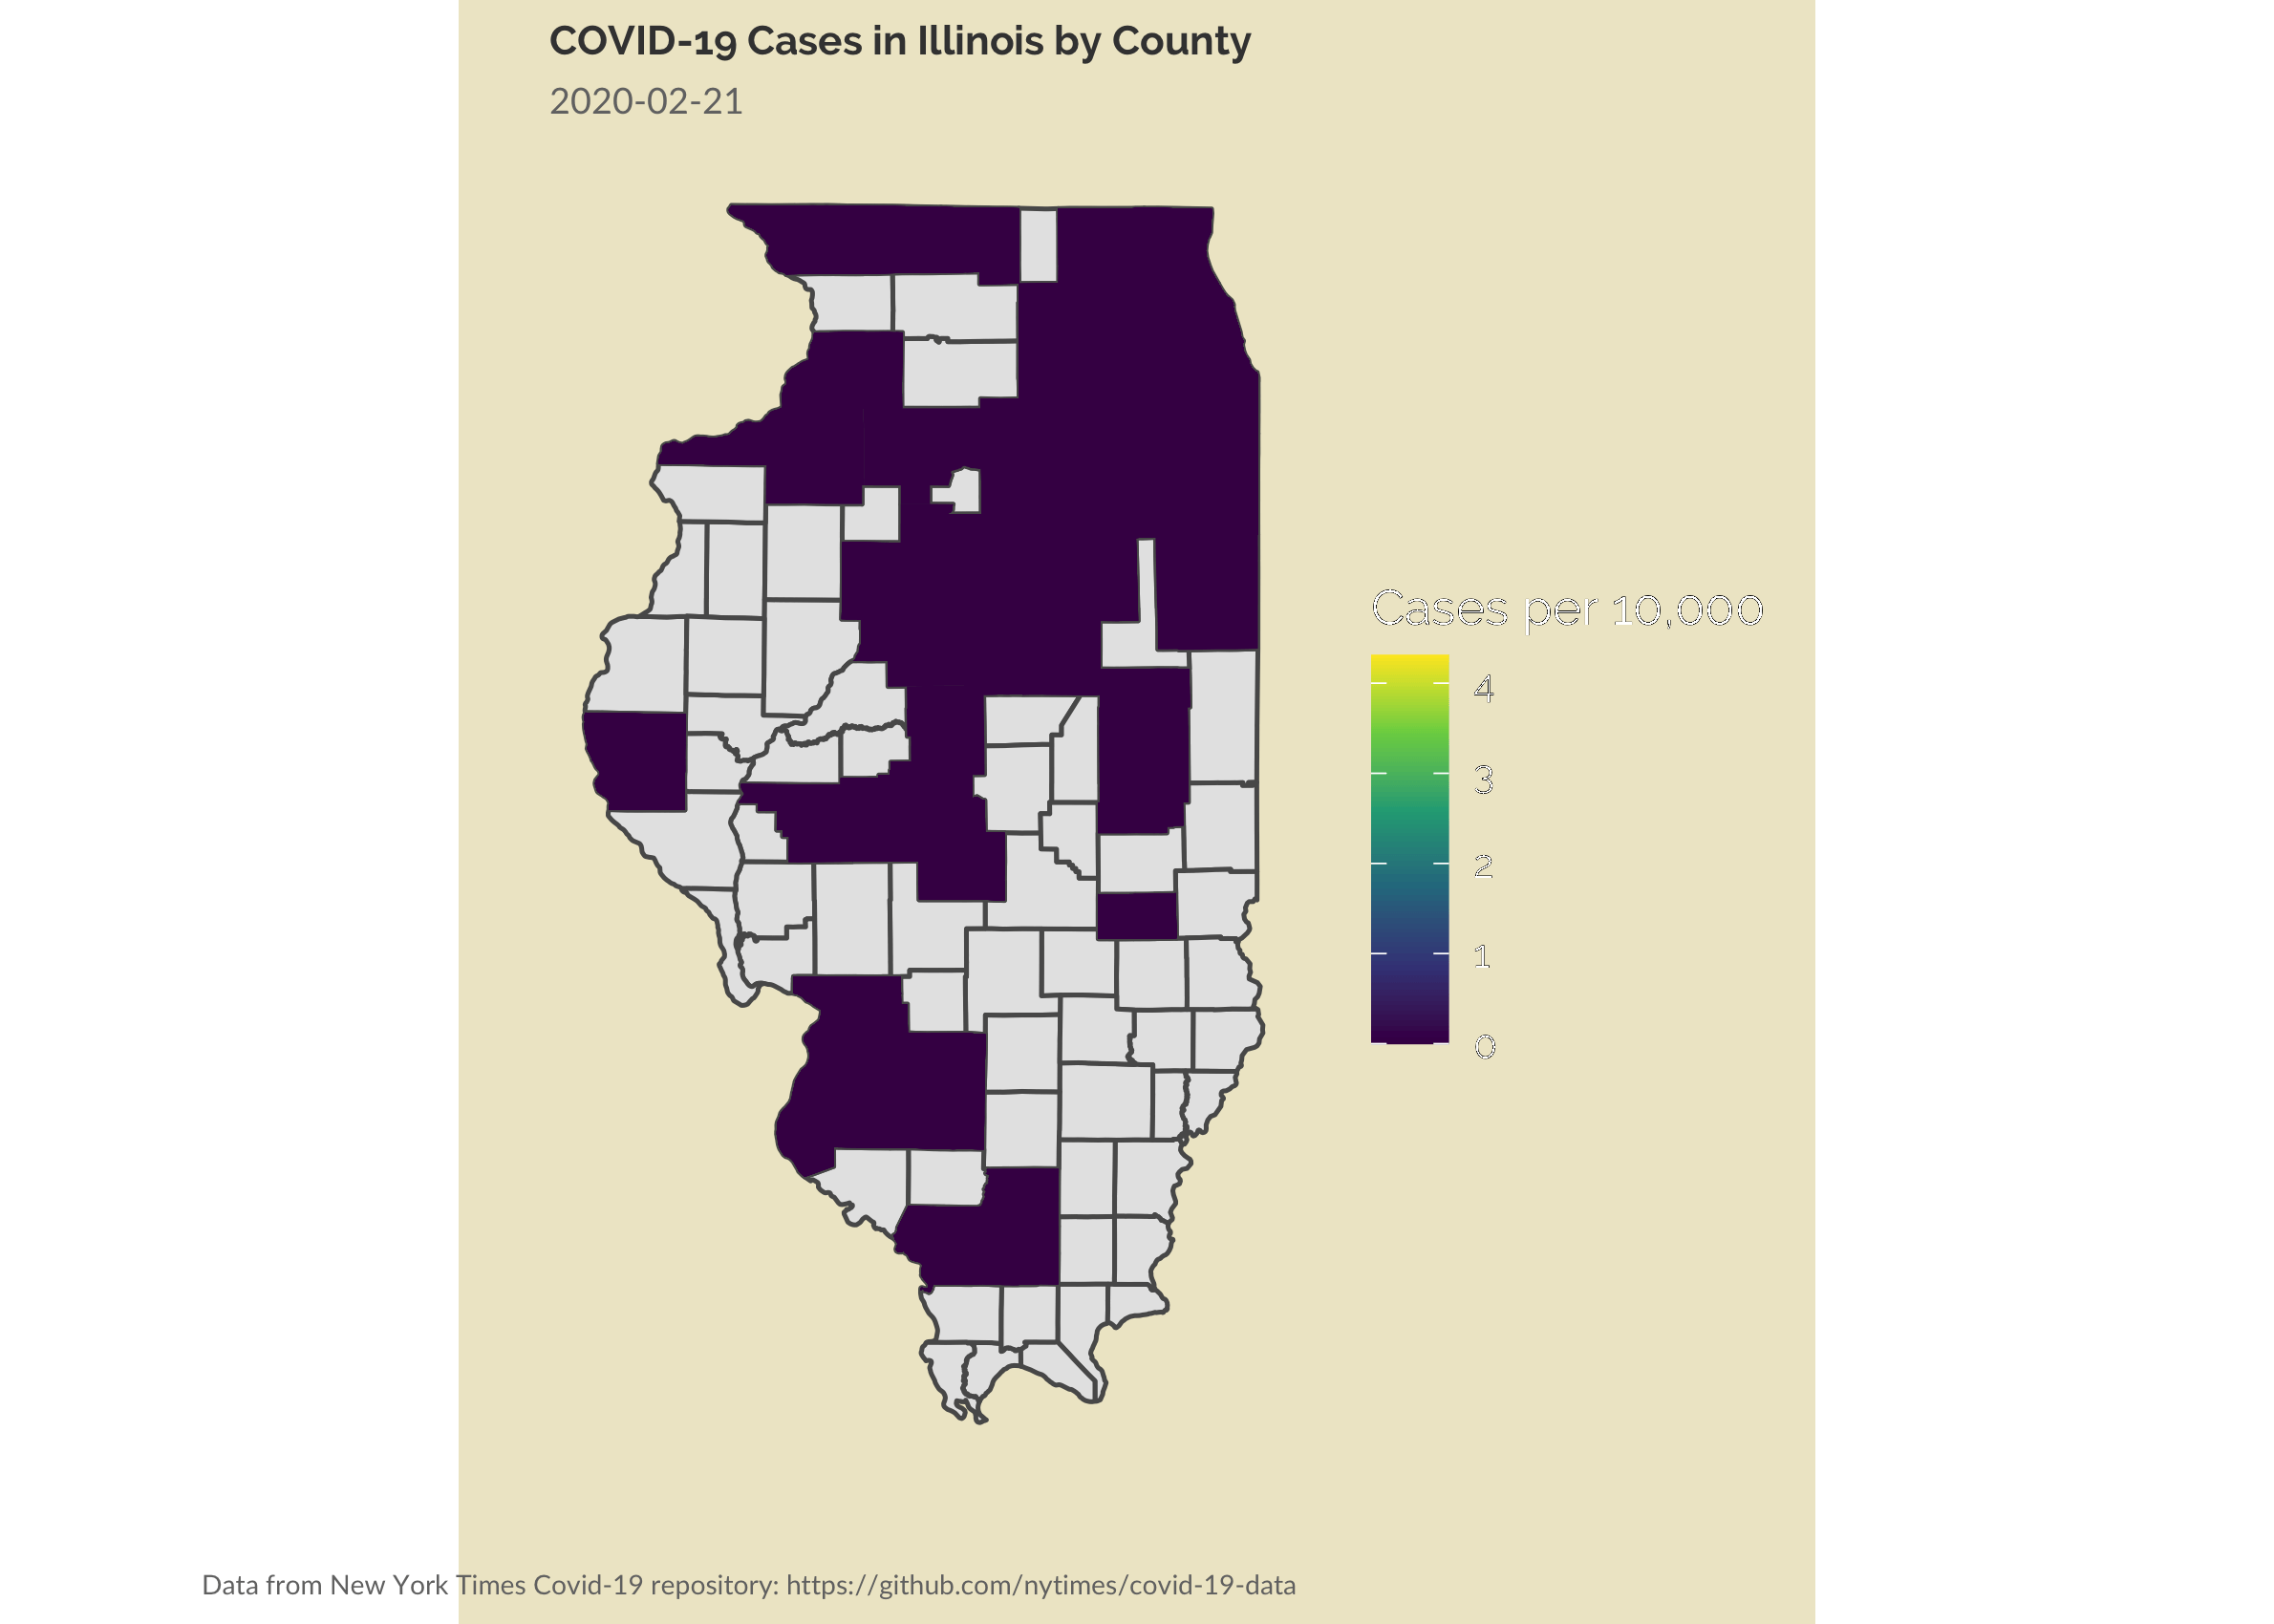 COVID-19 Cases in Illinois by County
2020-02-21
Cases per 10,000
4
3
2
1
0
Data from New York Times Covid-19 repository: https://github.com/nytimes/covid-19-data